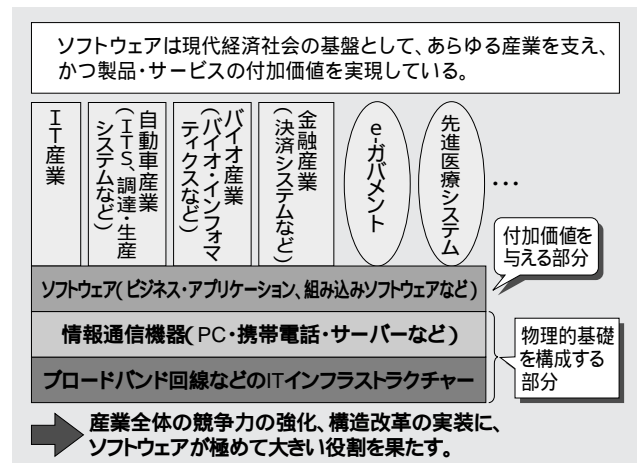 ソフトウェアは現代経済社会の基盤として、あらゆる産業を支え、
かつ製品・サービスの付加価値を実現している。
IT産業
自動車産業
(ITS、調達・生産
システムなど)
バイオ産業
(バイオ・インフォマ
ティクスなど)
金融産業
(決済システムなど)
e-ガバメント
先進医療システム
…
付加価値を
与える部分
ソフトウェア(ビジネス・アプリケーション、組み込みソフトウェアなど)
情報通信機器(PC・携帯電話・サーバーなど)
ブロードバンド回線などのITインフラストラクチャー
物理的基礎
を構成する
部分
産業全体の競争力の強化、構造改革の実装に、
ソフトウェアが極めて大きい役割を果たす。